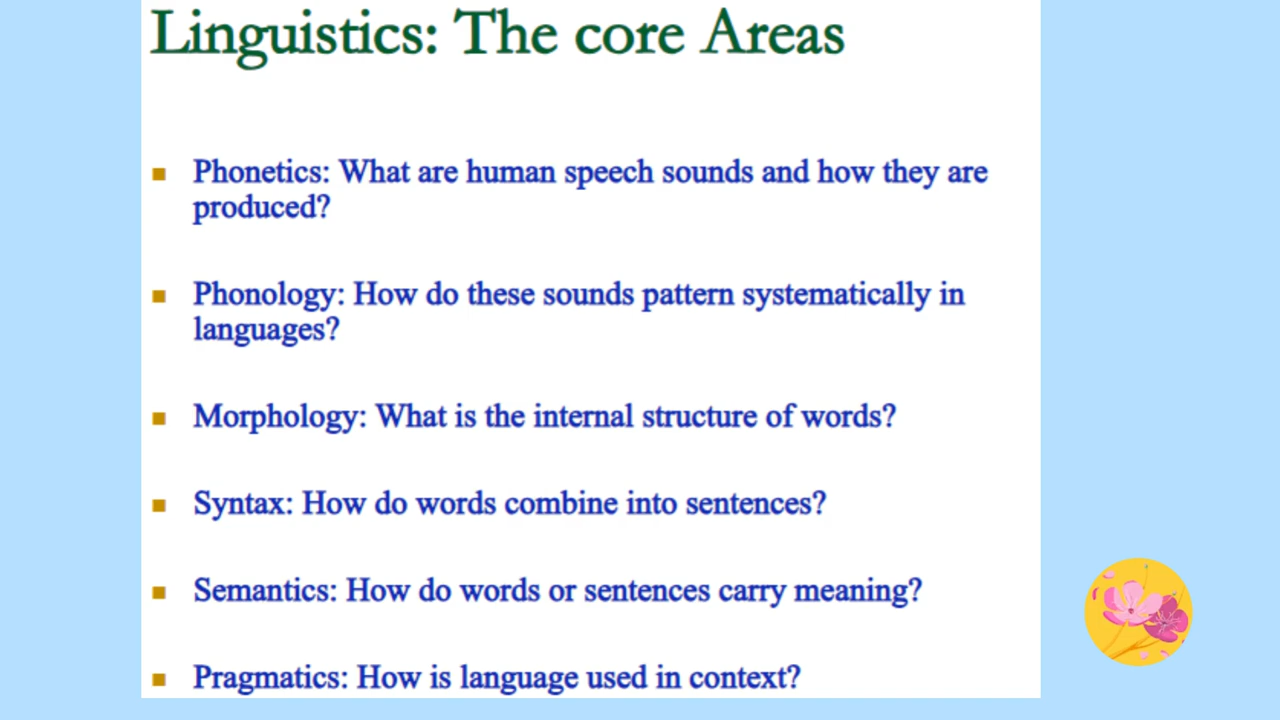 Linguistics: The core Areas
Phonetics: What are human speech sounds and how they are
produced?
Phonology: How do these sounds pattern systematically in
languages?
Morphology: What is the internal structure of words?
Syntax: How do words combine into sentences?
Semantics: How do words or sentences carry meaning?
Pragmatics: How is language used in context?